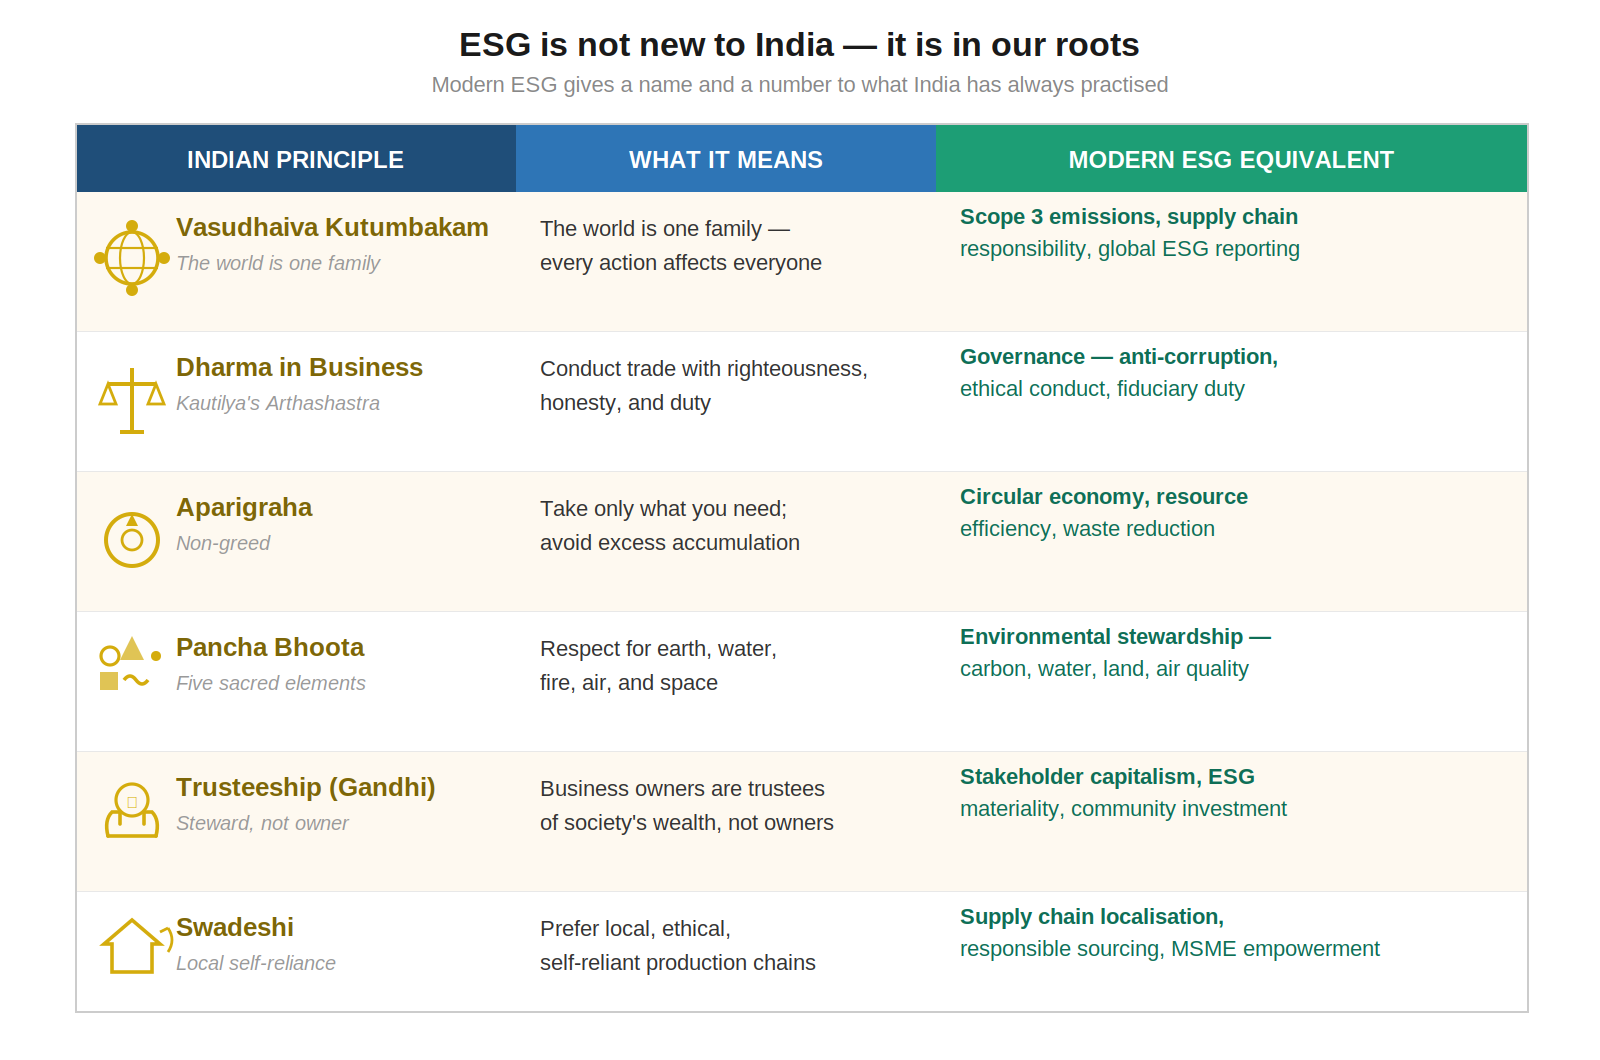 ESG is not new to India — it is in our roots
Modern ESG gives a name and a number to what India has always practised
INDIAN PRINCIPLE
WHAT IT MEANS
MODERN ESG EQUIVALENT
Vasudhaiva Kutumbakam
The world is one family
The world is one family —
every action affects everyone
Scope 3 emissions, supply chain
responsibility, global ESG reporting
Dharma in Business
Kautilya's Arthashastra
Conduct trade with righteousness,
honesty, and duty
Governance — anti-corruption,
ethical conduct, fiduciary duty
Aparigraha
Non-greed
Take only what you need;
avoid excess accumulation
Circular economy, resource
efficiency, waste reduction
Pancha Bhoota
Five sacred elements
Respect for earth, water,
fire, air, and space
Environmental stewardship —
carbon, water, land, air quality
Trusteeship (Gandhi)
Steward, not owner
Business owners are trustees
of society's wealth, not owners
Stakeholder capitalism, ESG
materiality, community investment
Swadeshi
Local self-reliance
Prefer local, ethical,
self-reliant production chains
Supply chain localisation,
responsible sourcing, MSME empowerment